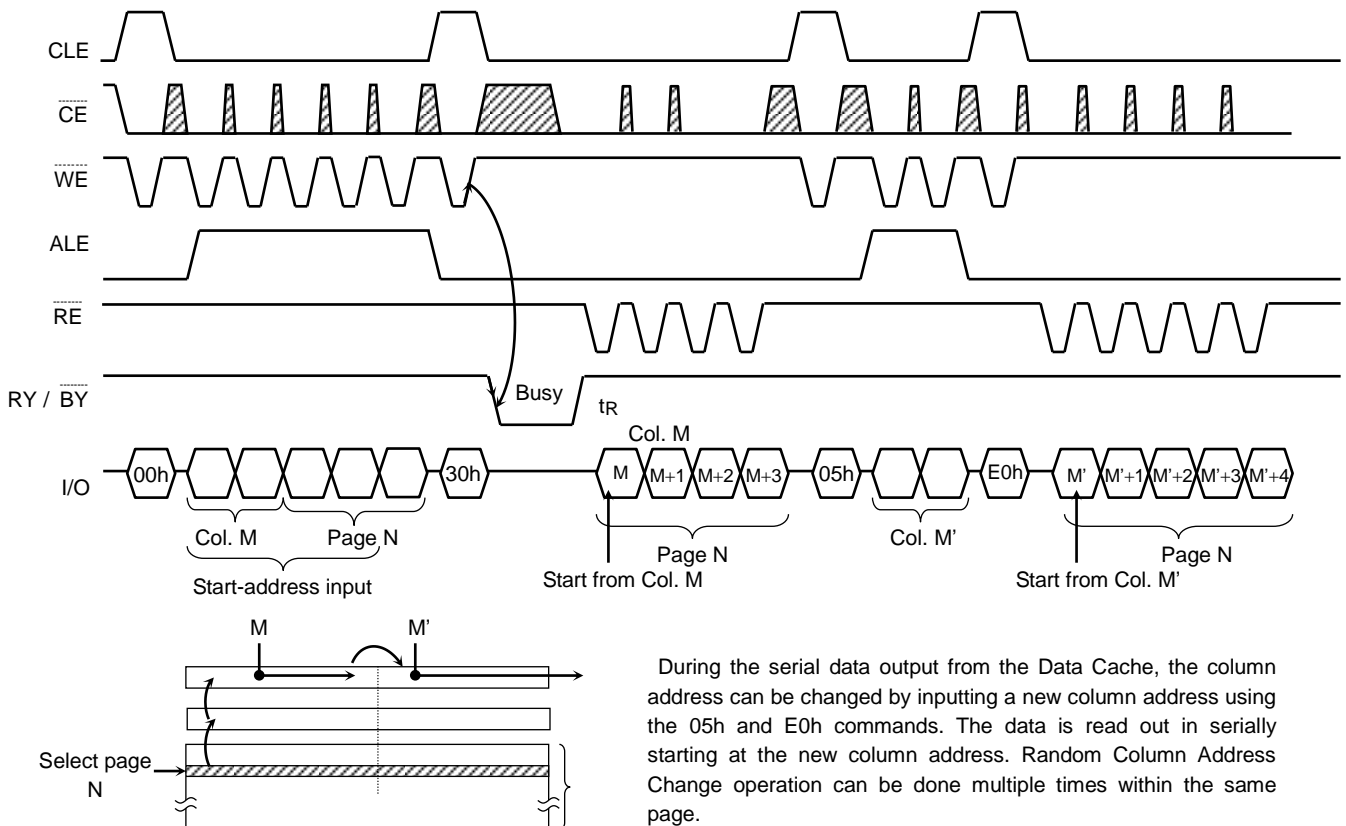 CLE
CE
WE
ALE
RE
RY / BY
Busy
tR
Col. M
I/O
00h
30h
M
M+1
M+2
M+3
05h
E0h
M'
M'+1
M'+2
M'+3
M'+4
Col. M
Page N
Start-address input
Page N
Start from Col. M
Col. M’
Page N
Start from Col. M’
M
M’
Select page
N
During the serial data output from the Data Cache, the column
address can be changed by inputting a new column address using
the 05h and E0h commands. The data is read out in serially
starting at the new column address. Random Column Address
Change operation can be done multiple times within the same
page.